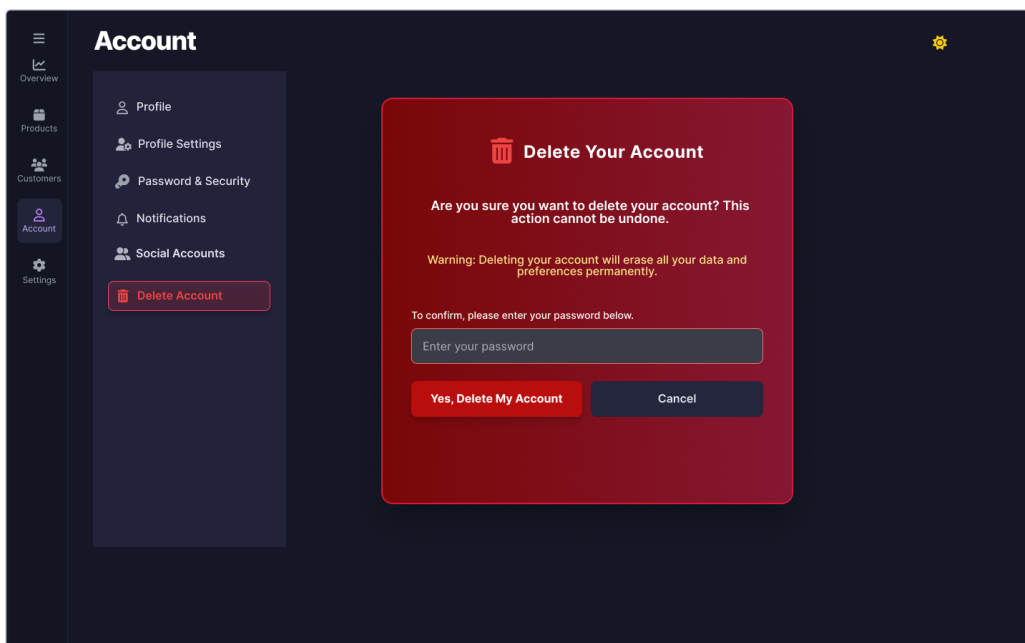 Account
Overview
Products
Customers
Account
Settings
Profile
Profile Settings
Password & Security
Notifications
Social Accounts
Delete Account
Delete Your Account
Are you sure you want to delete your account? This
action cannot be undone.
Warning: Deleting your account will erase all your data and
preferences permanently.
To confirm, please enter your password below.
Enter your password
Yes, Delete My Account
Cancel